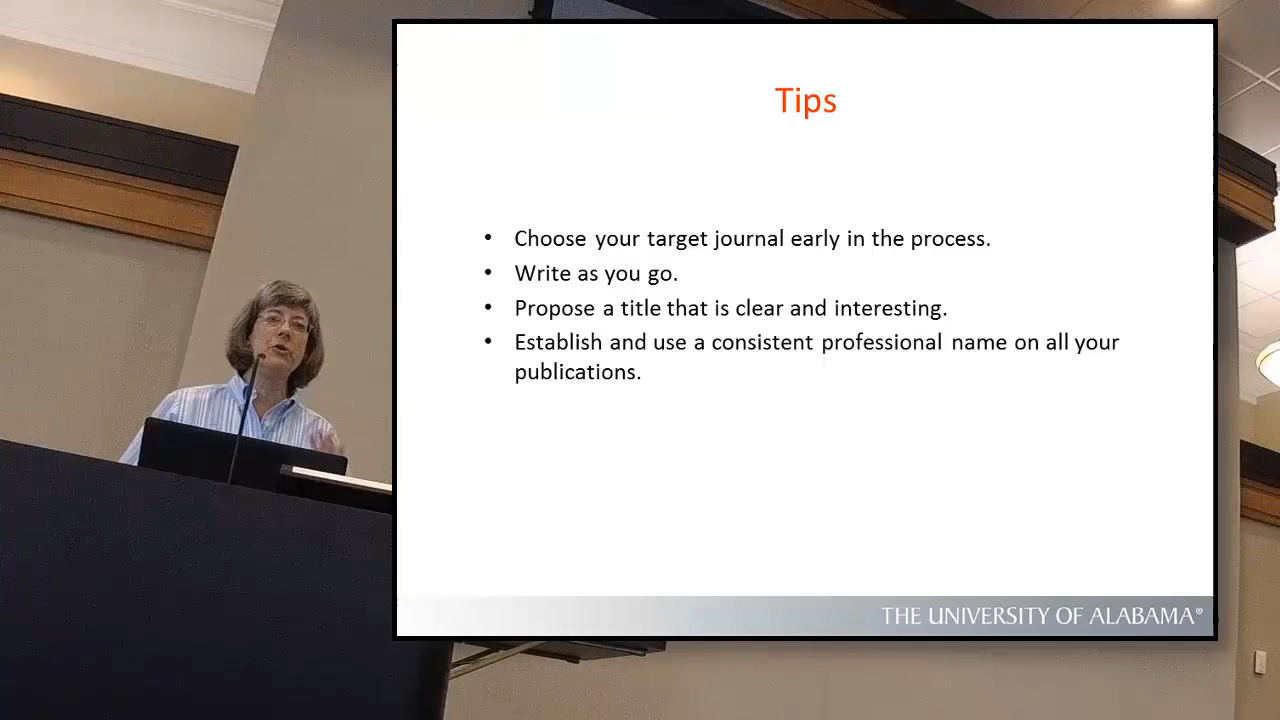 Tips
• Choose your target journal early in the process.
• Write as you go.
• Propose a title that is clear and interesting.
• Establish and use a consistent professional name on all your
publications.
THE UNIVERSITY OF ALABAMA®